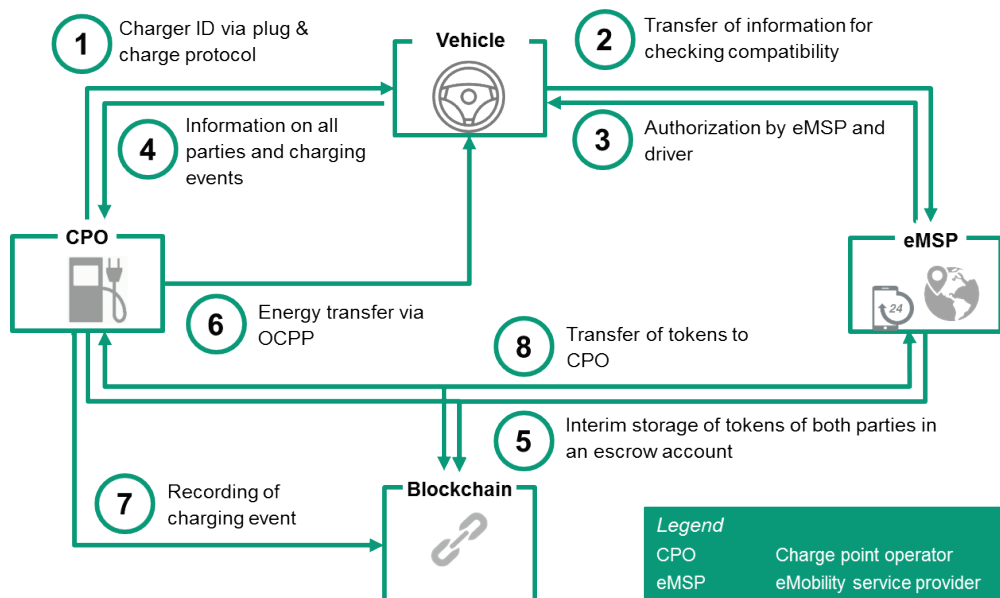 1
Charger ID via plug &
charge protocol
Vehicle
2
Transfer of information for
checking compatibility
4
Information on all
parties and charging
events
3
Authorization by eMSP and
driver
CPO
eMSP
24
6
Energy transfer via
OCPP
8
Transfer of tokens to
CPO
5
Interim storage of tokens of both parties in
an escrow account
7
Recording of
charging event
Blockchain
Legend
CPO Charge point operator
eMSP eMobility service provider